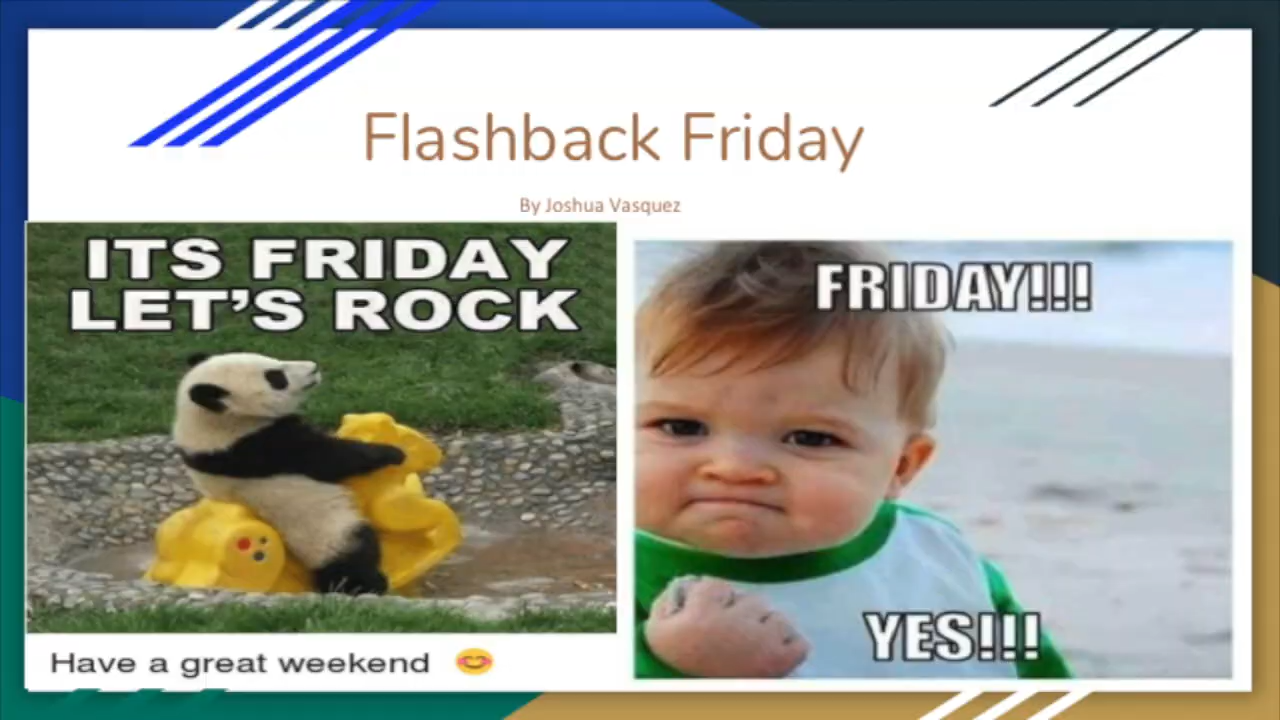 Flashback Friday
By Joshua Vasquez
ITS FRIDAY
LET'S ROCK
Have a great weekend
FRIDAY!!!
YES!!!